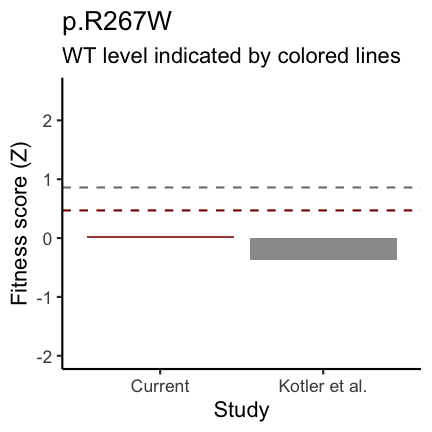 p.R267W
WT level indicated by colored lines
Fitness score (Z)
2
1
0
-1
-2
Current
Kotler et al.
Study